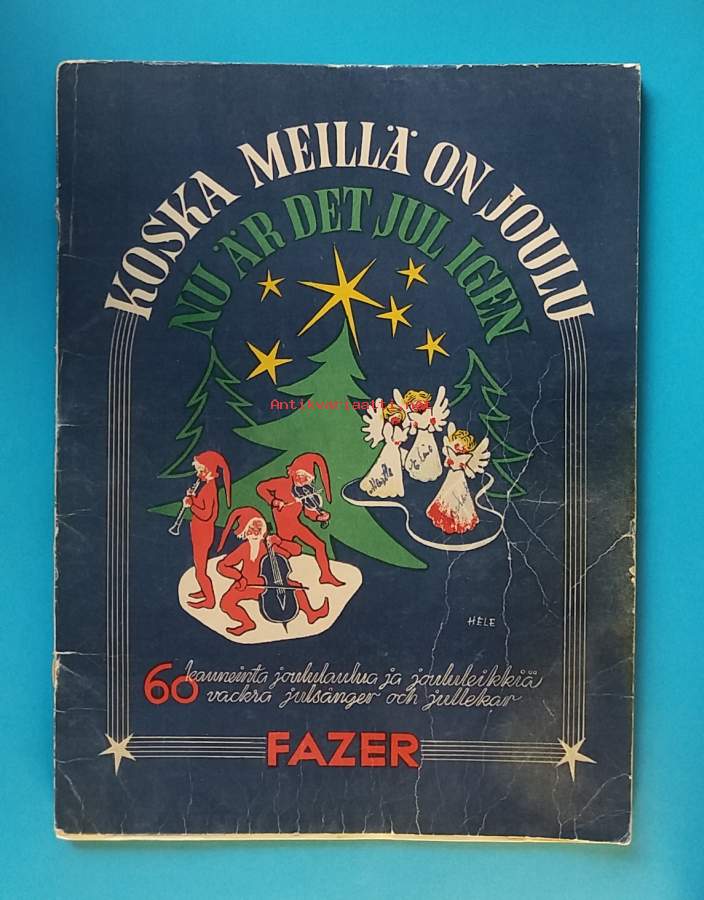 KOSKA MEILLÄ ON JOULU
NU ÄR DET JUL IGEN
Antikvariaatti.net
HELE
60 kauneinta joululaulua ja joululeikkiä
vackra julsånger och jullekar
FAZER